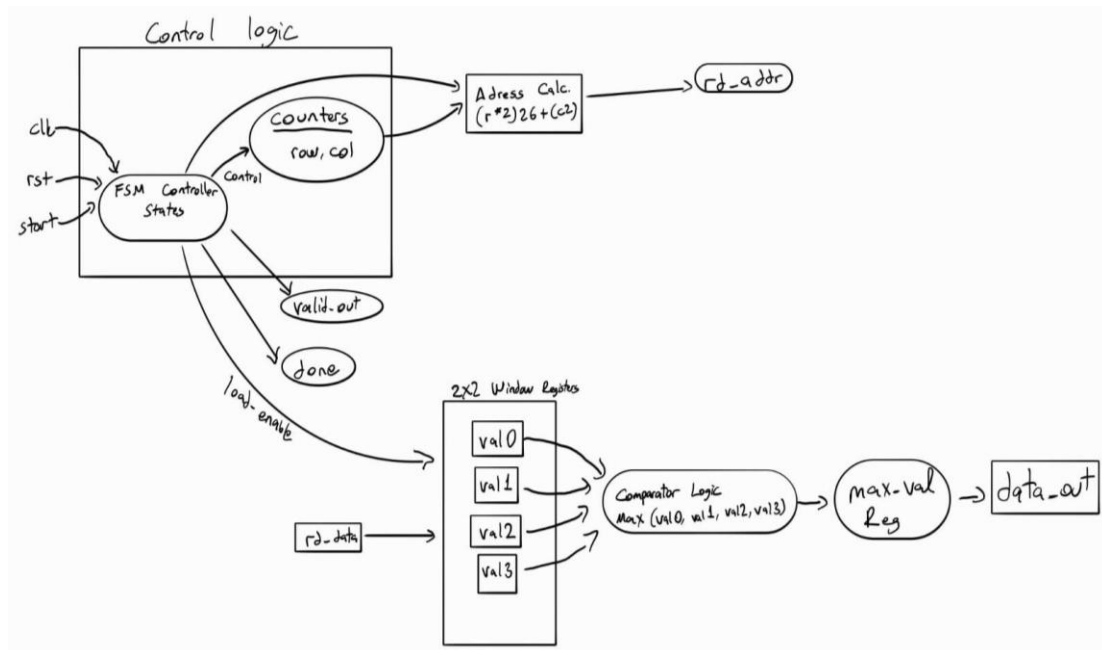 Control logic
clk
rst
start
FSM Controller
States
Control
counters
row, col
Adress Calc.
(r*2)26+(c2)
rd_addr
valid_out
done
load_enable
2x2 Window Registers
val0
val1
val2
val3
rd_data
Comparator Logic
Max (val0, val1, val2, val3)
max_val
Reg
data_out